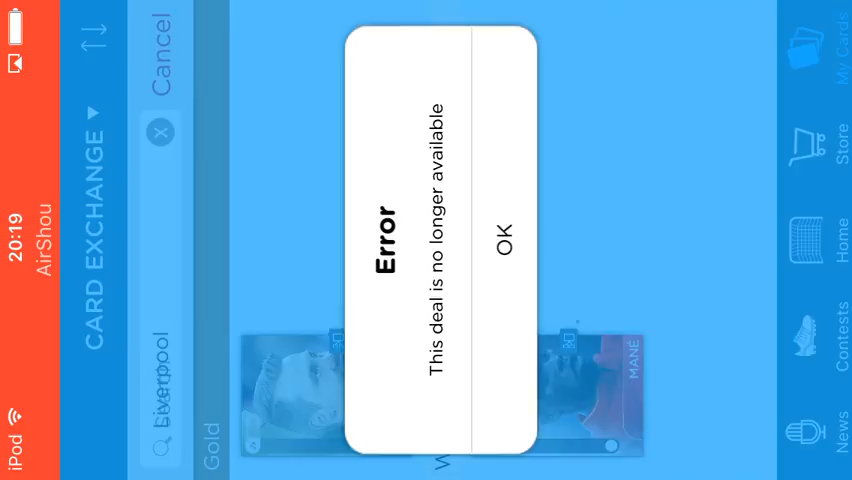 iPod 20:19
AirShou
CARD EXCHANGE
Liverpool Cancel
Gold
MANÉ
Error
This deal is no longer available
OK
News Contests Home Store My Cards